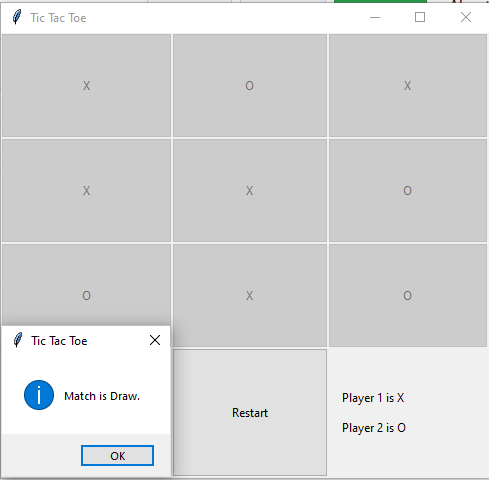 Tic Tac Toe
X O X
X X O
O X O
Tic Tac Toe
Match is Draw.
OK
Restart
Player 1 is X
Player 2 is O